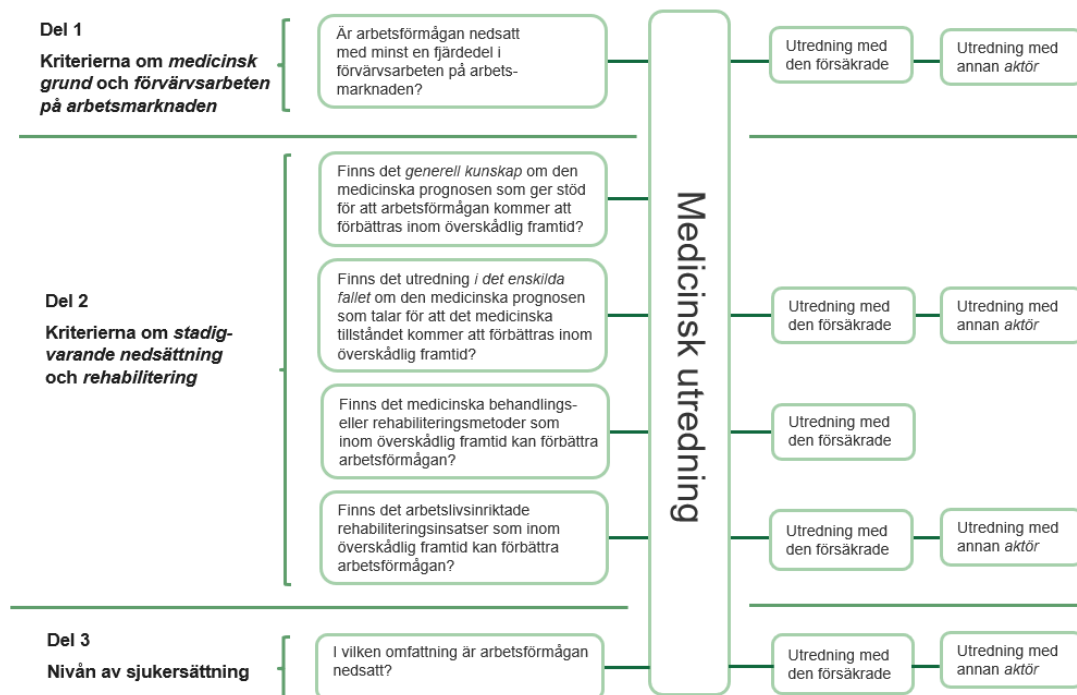 Del 1
Kriterierna om medicinsk
grund och förvärvsarbeten
på arbetsmarknaden
Är arbetsförmågan nedsatt
med minst en fjärdedel i
förvärvsarbeten på arbets-
marknaden?
Utredning med
den försäkrade
Utredning med
annan aktör
Medicinsk utredning
Del 2
Kriterierna om stadig-
varande nedsättning
och rehabilitering
Finns det generell kunskap om den
medicinska prognosen som ger stöd
för att arbetsförmågan kommer att
förbättras inom överskådlig framtid?
Finns det utredning i det enskilda
fallet om den medicinska prognosen
som talar för att det medicinska
tillståndet kommer att förbättras inom
överskådlig framtid?
Utredning med
den försäkrade
Utredning med
annan aktör
Finns det medicinska behandlings-
eller rehabiliteringsmetoder som
inom överskådlig framtid kan förbättra
arbetsförmågan?
Utredning med
den försäkrade
Finns det arbetslivsinriktade
rehabiliteringsinsatser som inom
överskådlig framtid kan förbättra
arbetsförmågan?
Utredning med
den försäkrade
Utredning med
annan aktör
Del 3
Nivån av sjukersättning
I vilken omfattning är arbetsförmågan
nedsatt?
Utredning med
den försäkrade
Utredning med
annan aktör